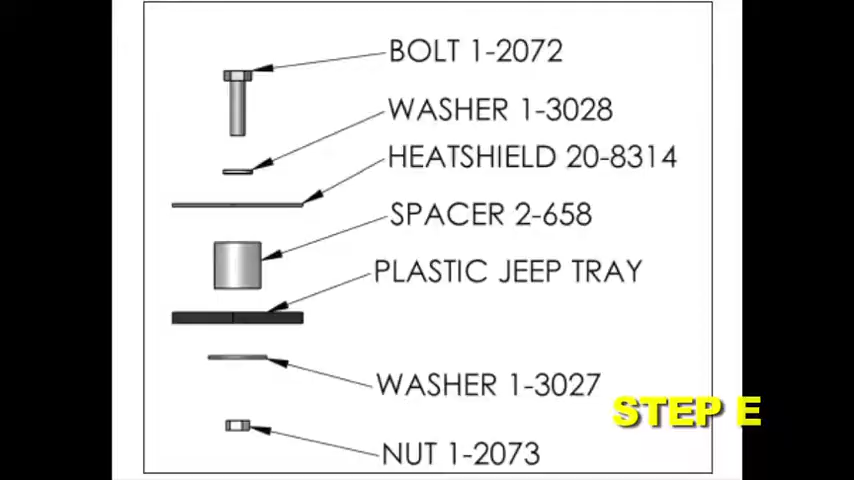 BOLT 1-2072
WASHER 1-3028
HEATSHIELD 20-8314
SPACER 2-658
PLASTIC JEEP TRAY
WASHER 1-3027
STEP E
NUT 1-2073